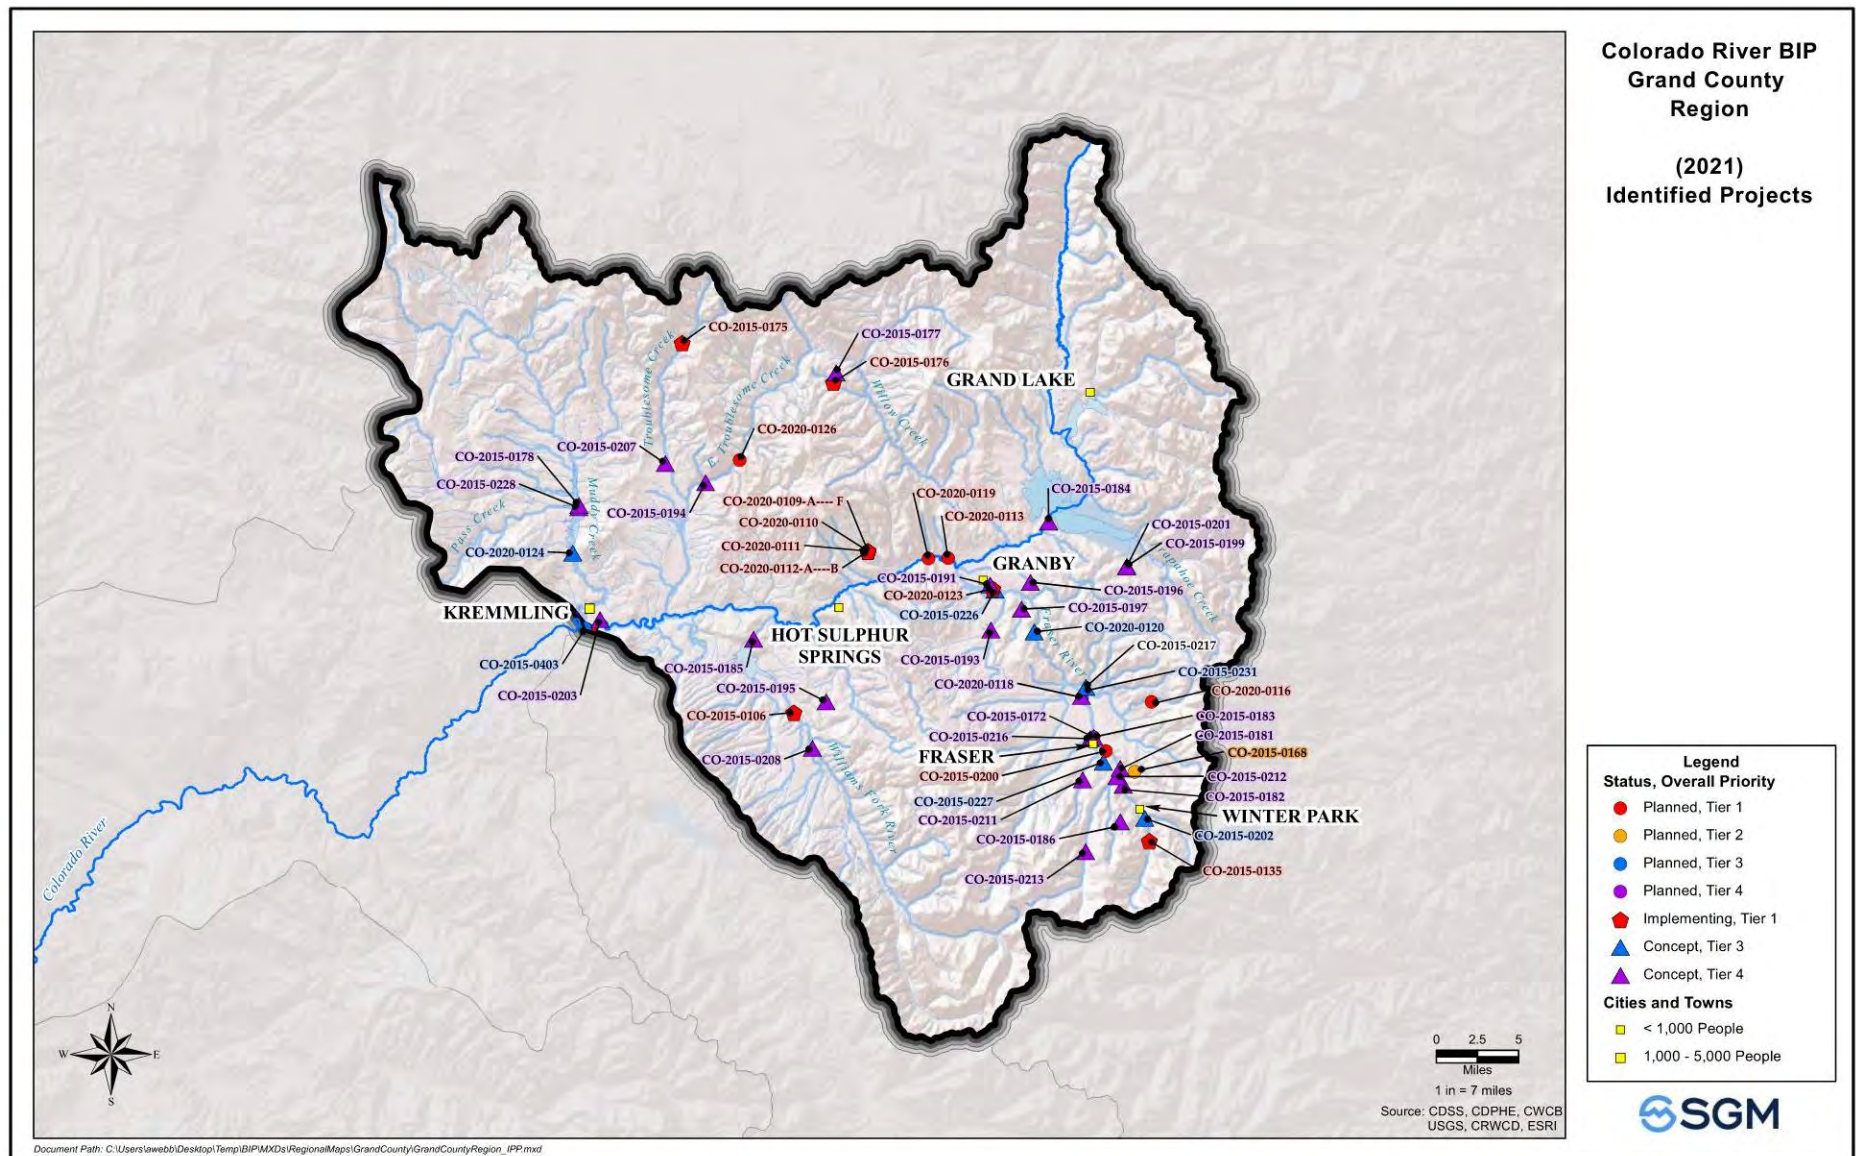 Colorado River BIP
Grand County
Region
(2021)
Identified Projects
CO-2015-0175
CO-2015-0177
CO-2015-0176
GRAND LAKE
Troublesome Creek
E. Troublesome Creek
Willow Creek
CO-2020-0126
CO-2015-0207
CO-2015-0178
CO-2015-0228
Muddy Creek
Pass Creek
CO-2015-0194
CO-2020-0109-A---- F
CO-2020-0110
CO-2020-0111
CO-2020-0112-A----B
CO-2020-0119
CO-2020-0113
CO-2015-0184
CO-2015-0201
CO-2015-0199
CO-2020-0124
GRANBY
CO-2015-0191
CO-2020-0123
CO-2015-0226
CO-2015-0196
CO-2015-0197
CO-2020-0120
Fraser River
KREMMLING
HOT SULPHUR
SPRINGS
CO-2015-0193
CO-2015-0217
CO-2015-0403
CO-2015-0185
CO-2015-0231
CO-2015-0203
CO-2015-0195
CO-2020-0118
CO-2020-0116
CO-2015-0106
CO-2015-0172
CO-2015-0183
CO-2015-0216
CO-2015-0181
FRASER
CO-2015-0168
CO-2015-0208
Williams Fork River
CO-2015-0200
CO-2015-0212
CO-2015-0227
CO-2015-0182
CO-2015-0211
WINTER PARK
CO-2015-0186
CO-2015-0202
CO-2015-0213
CO-2015-0135
Colorado River
Legend
Status, Overall Priority
Planned, Tier 1
Planned, Tier 2
Planned, Tier 3
Planned, Tier 4
Implementing, Tier 1
Concept, Tier 3
Concept, Tier 4
Cities and Towns
< 1,000 People
1,000 - 5,000 People
N
W
E
S
0 2.5 5
Miles
1 in = 7 miles
Source: CDSS, CDPHE, CWCB
USGS, CRWCD, ESRI
SGM
Document Path: C:\Users\awebb\Desktop\Temp\BIP\MXDs\RegionalMaps\GrandCounty\GrandCountyRegion_IPP.mxd